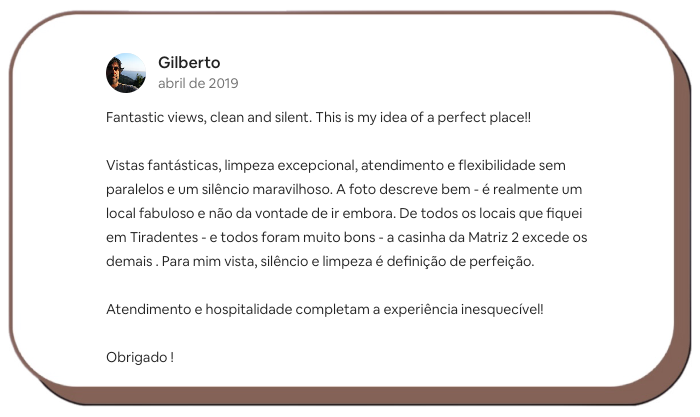 Gilberto
abril de 2019
Fantastic views, clean and silent. This is my idea of a perfect place!!
Vistas fantásticas, limpeza excepcional, atendimento e flexibilidade sem
paralelos e um silêncio maravilhoso. A foto descreve bem - é realmente um
local fabuloso e não da vontade de ir embora. De todos os locais que fiquei
em Tiradentes - e todos foram muito bons - a casinha da Matriz 2 excede os
demais . Para mim vista, silêncio e limpeza é definição de perfeição.
Atendimento e hospitalidade completam a experiência inesquecível!
Obrigado !